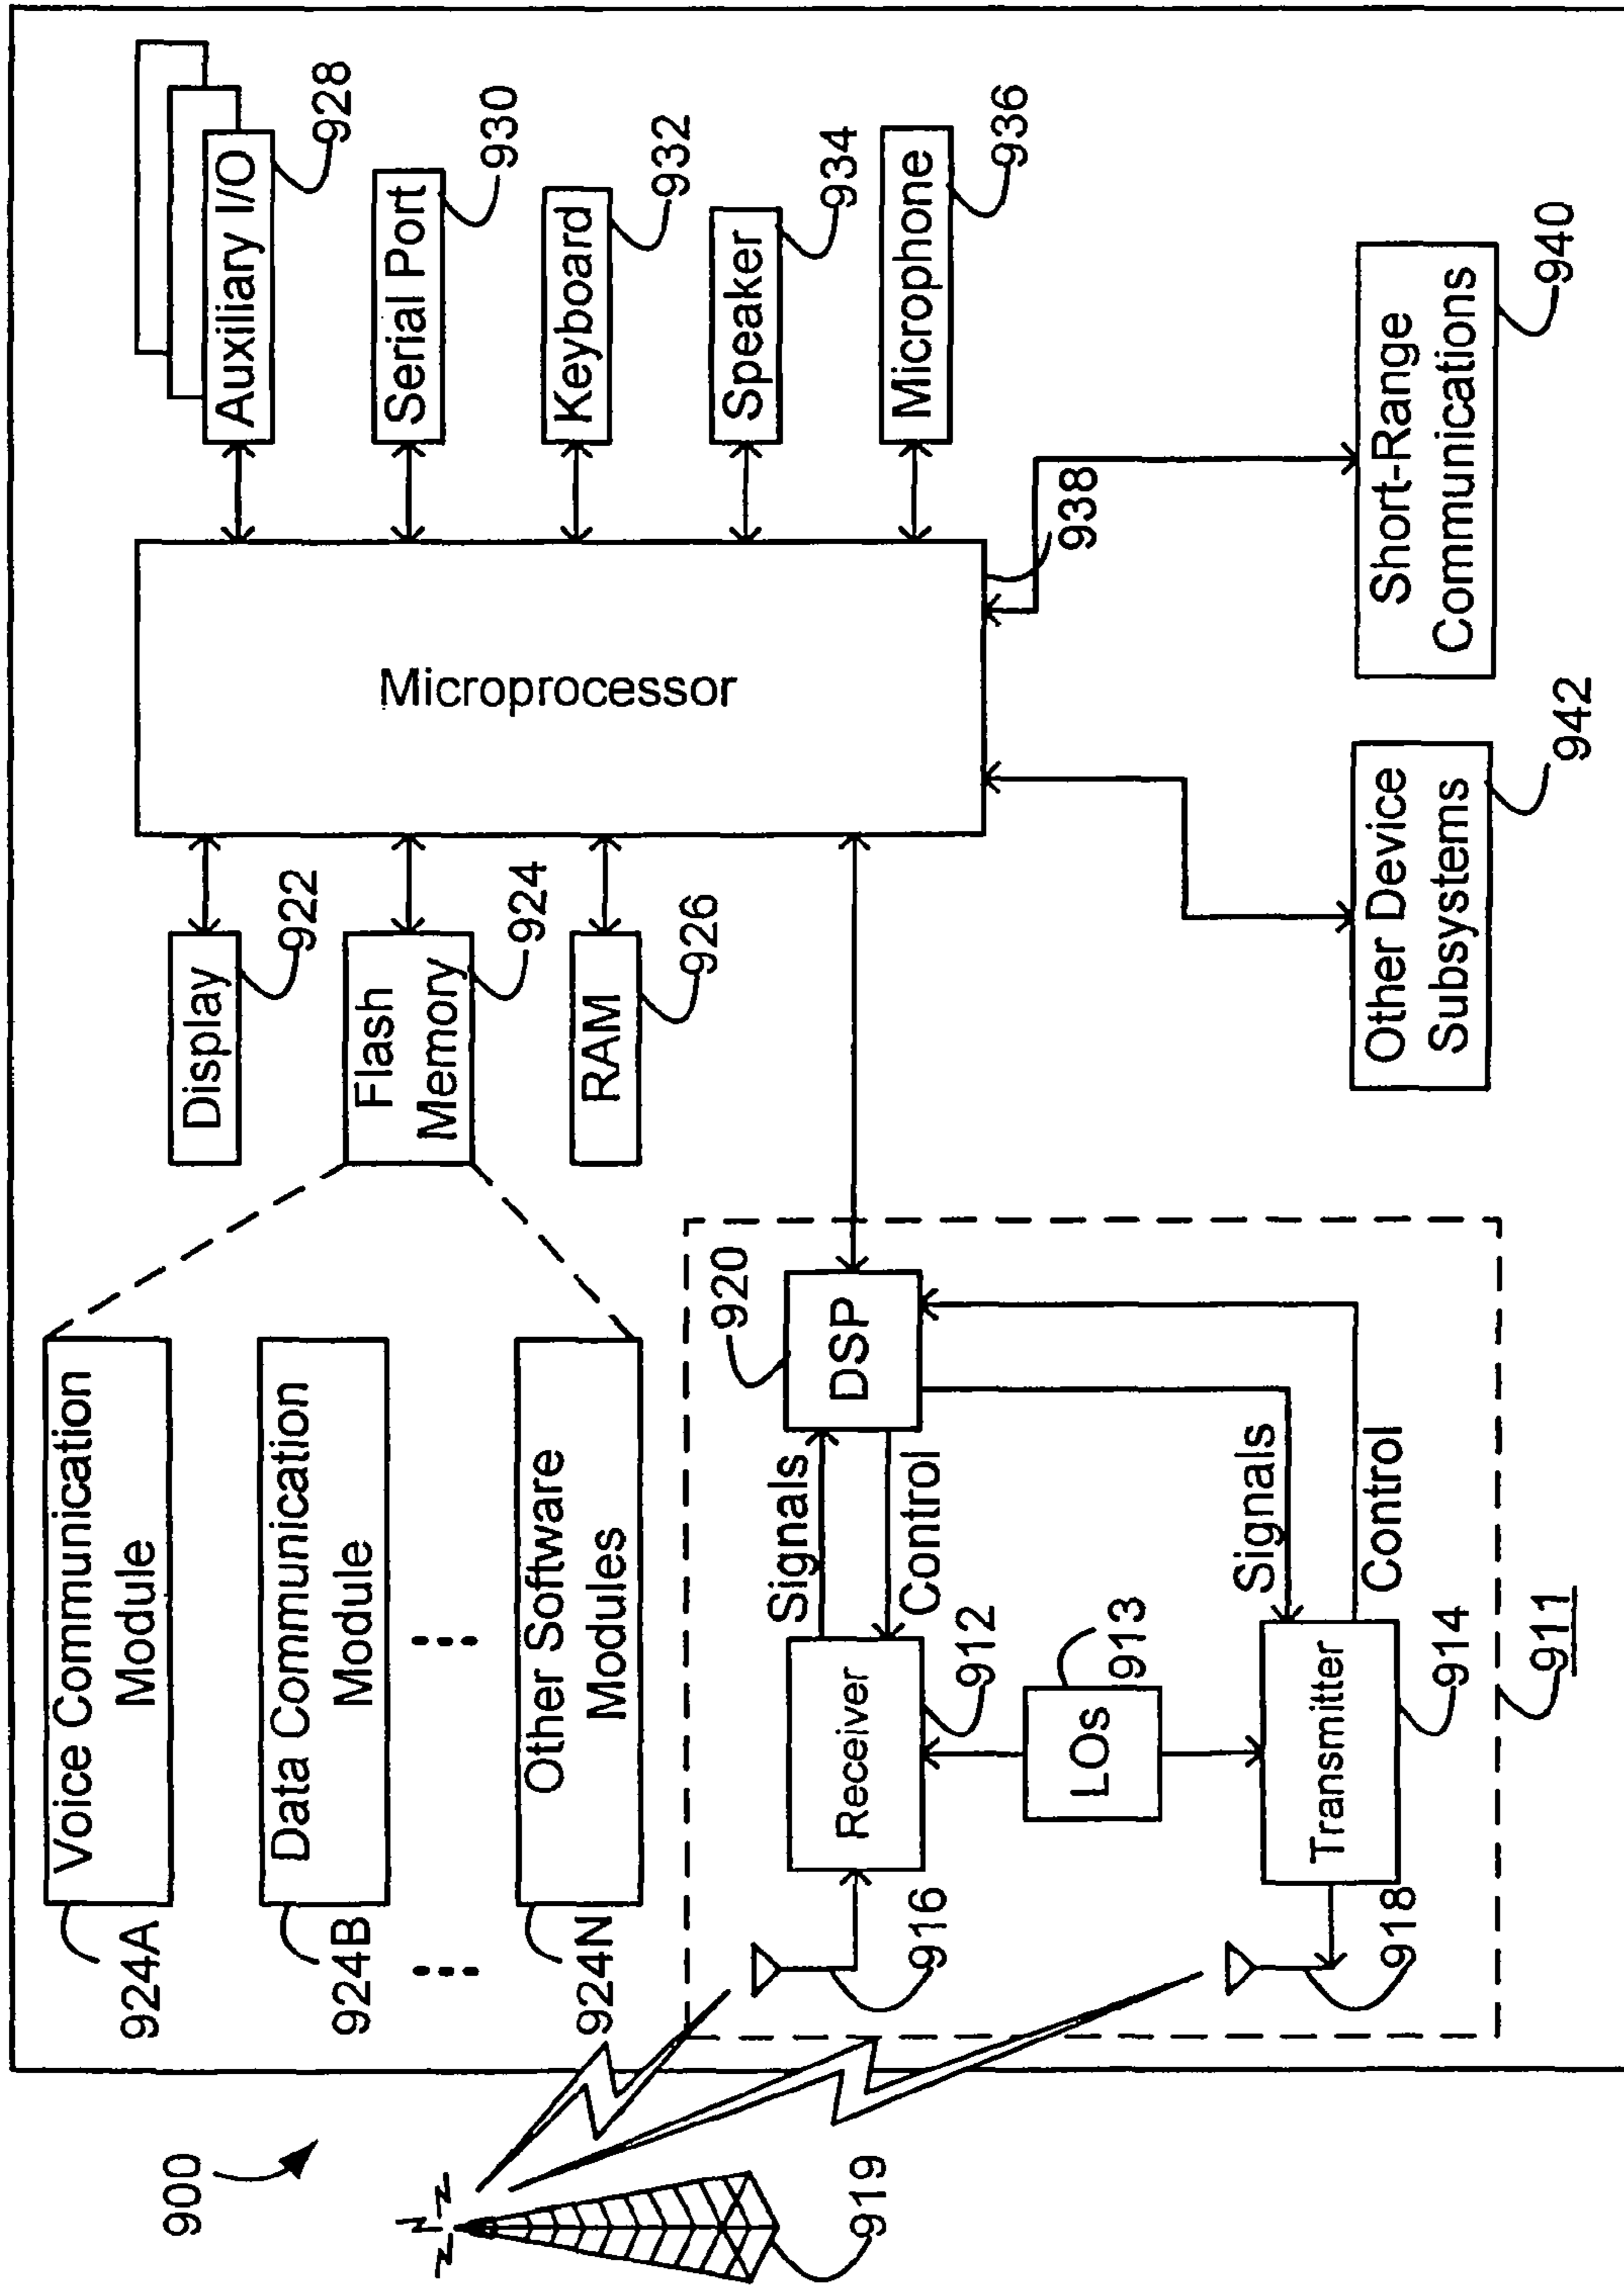 900
919
924A
Voice Communication
Module
924B
Data Communication
Module
924N
Other Software
Modules
Display
922
Flash
Memory
924
RAM
926
Microprocessor
938
Auxiliary I/O
928
Serial Port
930
Keyboard
932
Speaker
934
Microphone
936
916
Receiver
912
Signals
Control
DSP
920
LOs
913
918
Transmitter
914
Signals
Control
911
Other Device
Subsystems
942
Short-Range
Communications
940